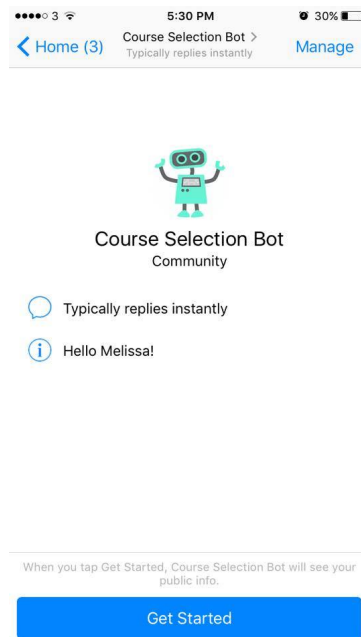 3 5:30 PM 30%
Home (3) Course Selection Bot > Manage
Typically replies instantly
Course Selection Bot
Community
Typically replies instantly
i Hello Melissa!
When you tap Get Started, Course Selection Bot will see your
public info.
Get Started